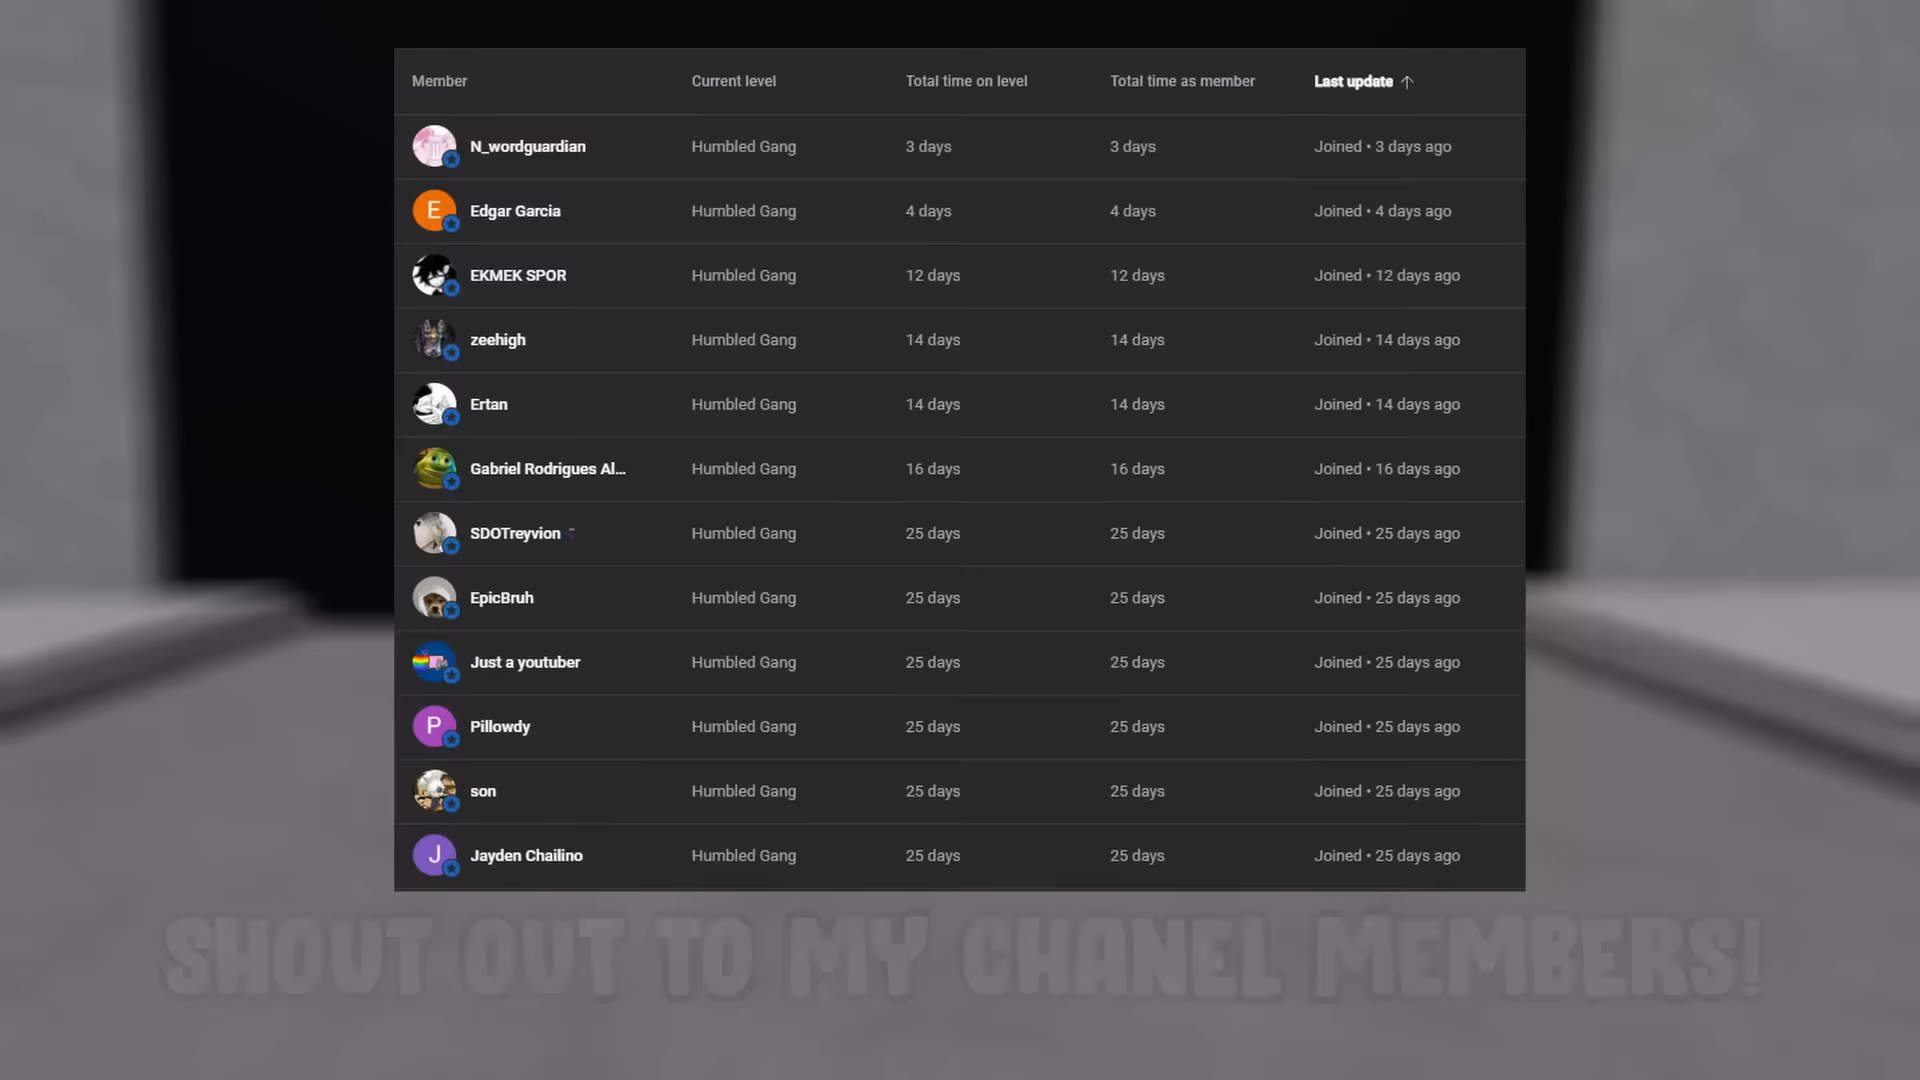 Member Current level Total time on level Total time as member Last update ↑
N_wordguardian Humbled Gang 3 days 3 days Joined • 3 days ago
E Edgar Garcia Humbled Gang 4 days 4 days Joined • 4 days ago
EKMEK SPOR Humbled Gang 12 days 12 days Joined • 12 days ago
zeehigh Humbled Gang 14 days 14 days Joined • 14 days ago
Ertan Humbled Gang 14 days 14 days Joined • 14 days ago
Gabriel Rodrigues Al... Humbled Gang 16 days 16 days Joined • 16 days ago
SDOTreyvion Humbled Gang 25 days 25 days Joined • 25 days ago
EpicBruh Humbled Gang 25 days 25 days Joined • 25 days ago
Just a youtuber Humbled Gang 25 days 25 days Joined • 25 days ago
P Pillowdy Humbled Gang 25 days 25 days Joined • 25 days ago
son Humbled Gang 25 days 25 days Joined • 25 days ago
J Jayden Chailino Humbled Gang 25 days 25 days Joined • 25 days ago
SHOUT OUT TO MY CHANEL MEMBERS!